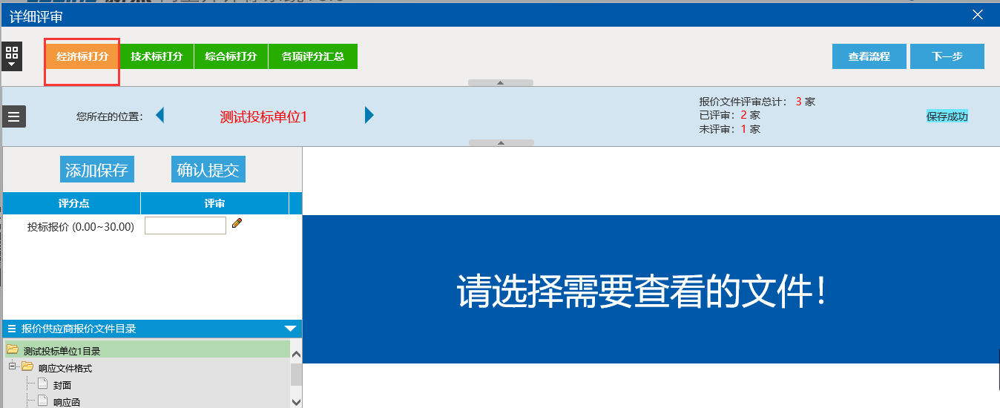 详细评审
经济标打分 技术标打分 综合标打分 各项评分汇总 查看流程 下一步
报价文件评审总计： 3 家
您所在的位置： 测试投标单位1 已评审：2 家 保存成功
未评审：1 家
添加保存 确认提交
评分点 评审
投标报价 (0.00~30.00)
请选择需要查看的文件！
报价供应商报价文件目录
测试投标单位1目录
响应文件格式
封面
响应函